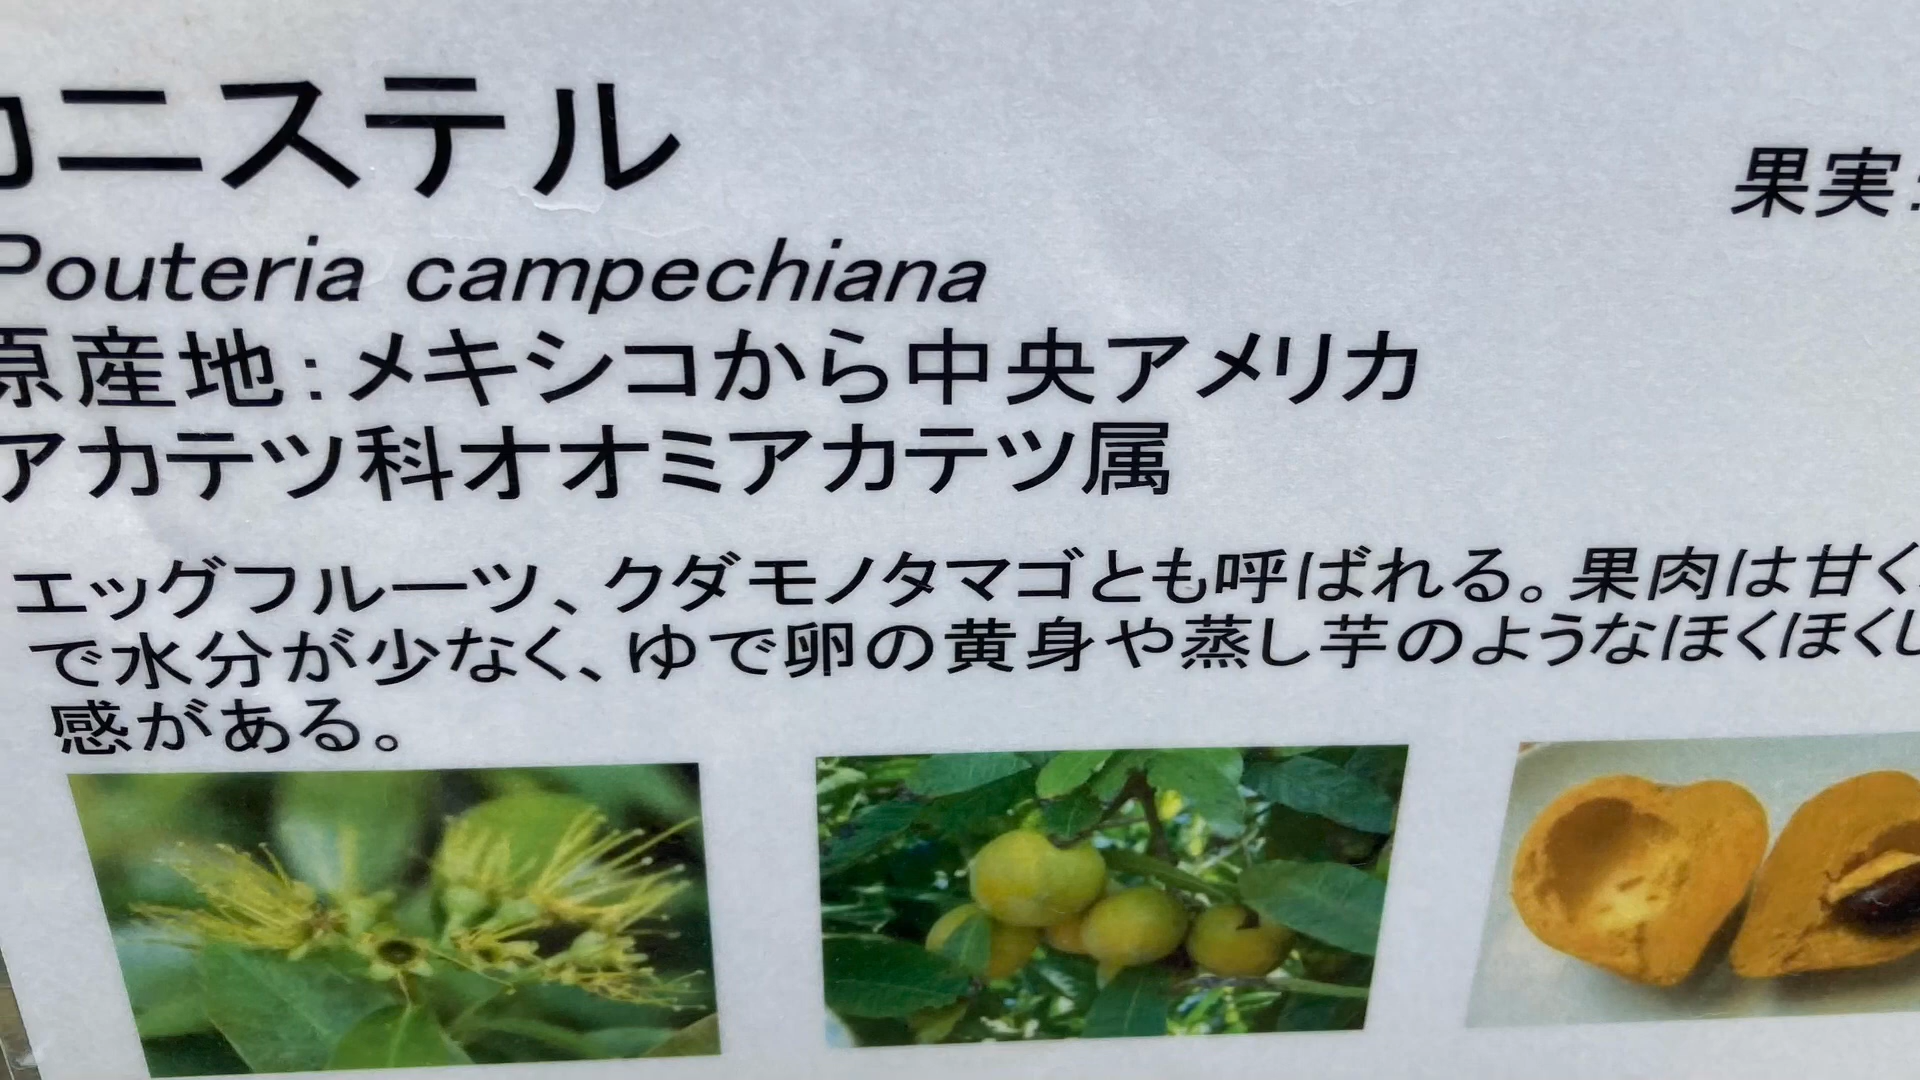 カニステル
果実
Pouteria campechiana
原産地:メキシコから中央アメリカ
アカテツ科オオミアカテツ属
エッグフルーツ、クダモノタマゴとも呼ばれる。果肉は甘く
で水分が少なく、ゆで卵の黄身や蒸し芋のようなほくほくし
感がある。